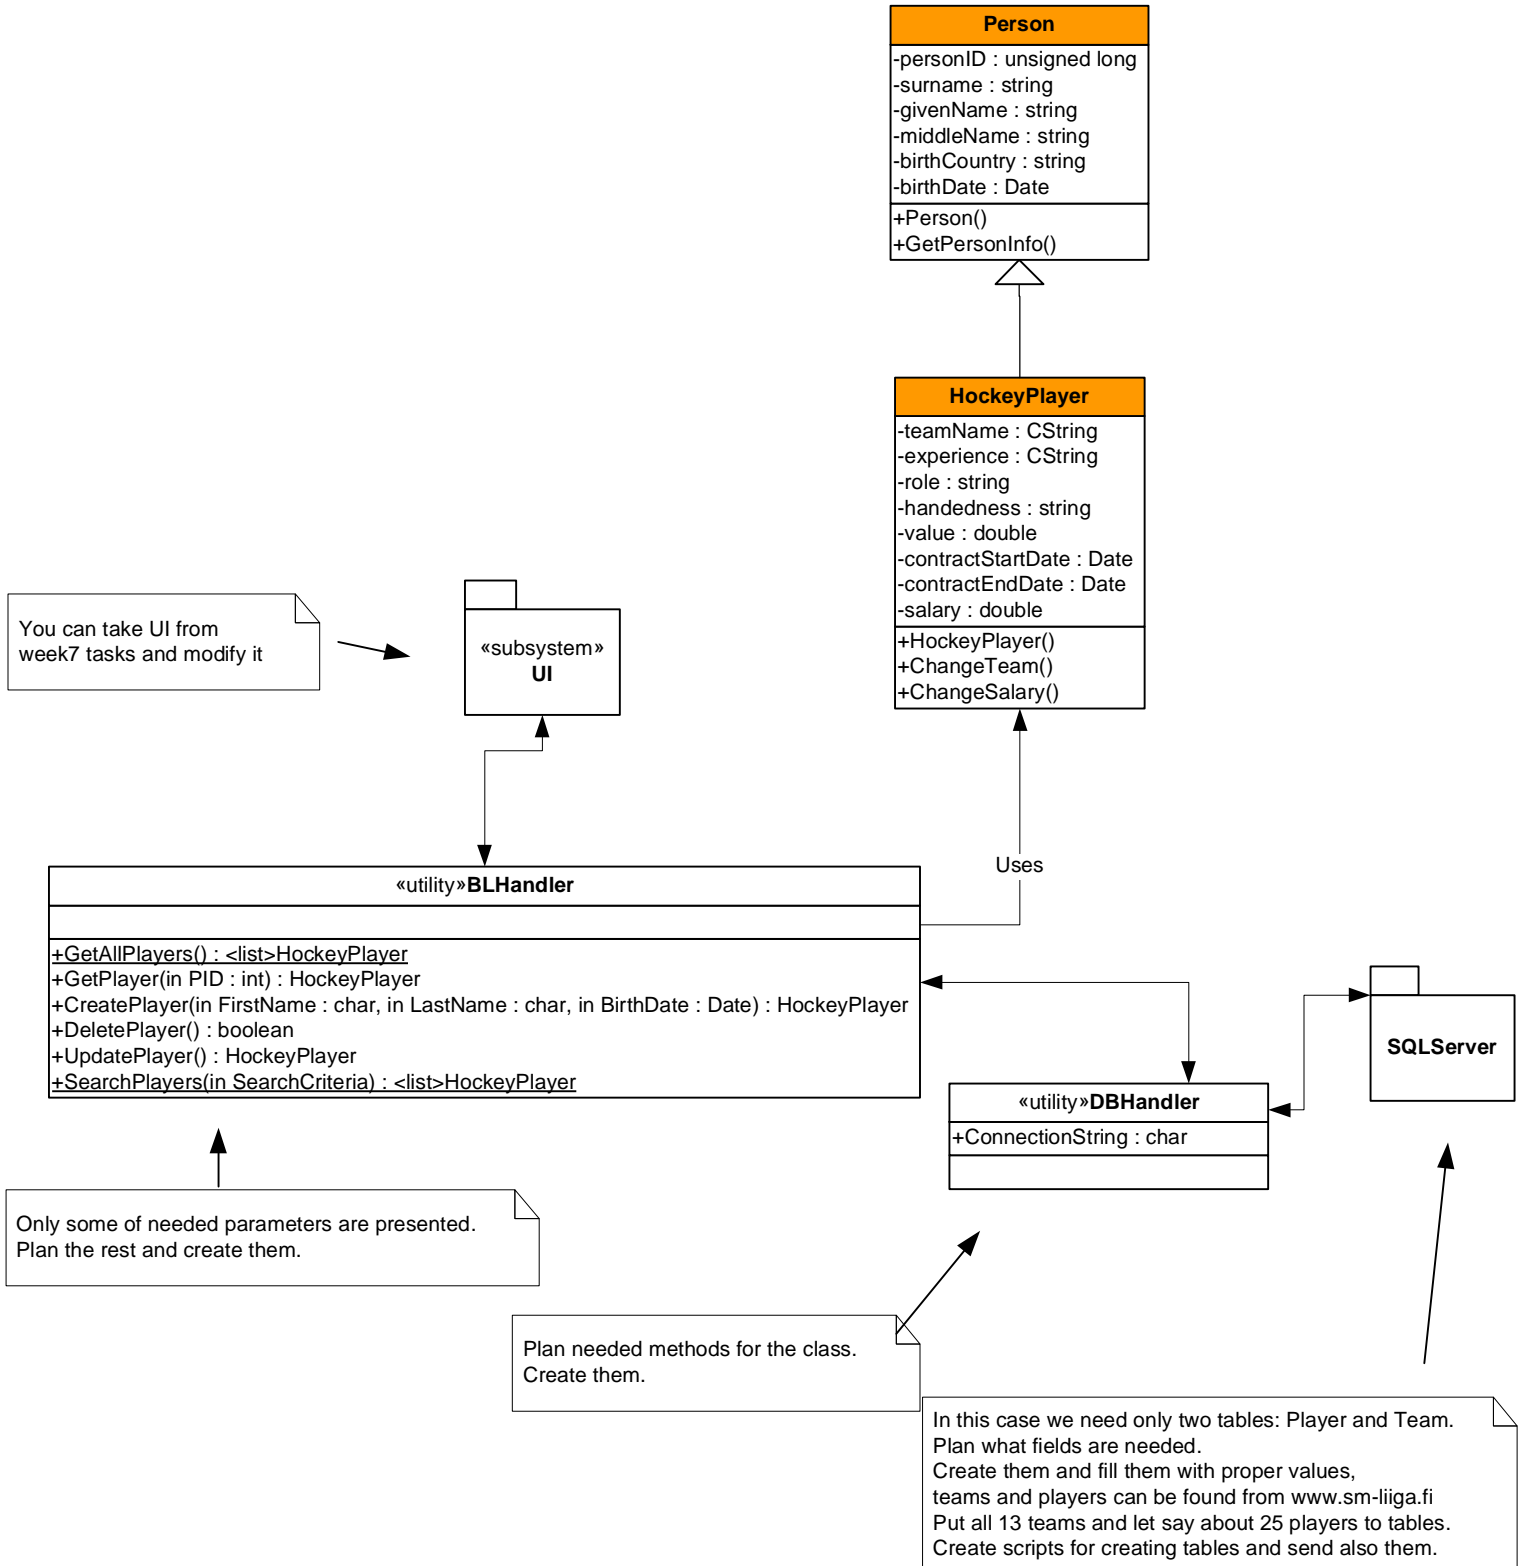 Person
-personID : unsigned long
-surname : string
-givenName : string
-middleName : string
-birthCountry : string
-birthDate : Date
+Person()
+GetPersonInfo()
HockeyPlayer
-teamName : CString
-experience : CString
-role : string
-handedness : string
-value : double
-contractStartDate : Date
-contractEndDate : Date
-salary : double
+HockeyPlayer()
+ChangeTeam()
+ChangeSalary()
You can take UI from
week7 tasks and modify it
«subsystem»
UI
Uses
«utility»BLHandler
+GetAllPlayers() : <list>HockeyPlayer
+GetPlayer(in PID : int) : HockeyPlayer
+CreatePlayer(in FirstName : char, in LastName : char, in BirthDate : Date) : HockeyPlayer
+DeletePlayer() : boolean
+UpdatePlayer() : HockeyPlayer
+SearchPlayers(in SearchCriteria) : <list>HockeyPlayer
SQLServer
«utility»DBHandler
+ConnectionString : char
Only some of needed parameters are presented.
Plan the rest and create them.
Plan needed methods for the class.
Create them.
In this case we need only two tables: Player and Team.
Plan what fields are needed.
Create them and fill them with proper values,
teams and players can be found from www.sm-liiga.fi
Put all 13 teams and let say about 25 players to tables.
Create scripts for creating tables and send also them.